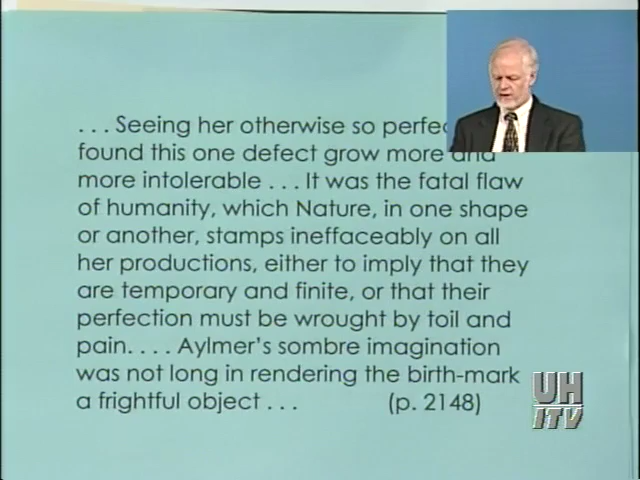 . . . Seeing her otherwise so
found this one defect grow more and
more intolerable . . . It was the fatal flaw
of humanity, which Nature, in one shape
or another, stamps ineffaceably on all
her productions, either to imply that they
are temporary and finite, or that their
perfection must be wrought by toil and
pain. . . . Aylmer's sombre imagination
was not long in rendering the birth-mark
a frightful object . . . (p. 2148)
UH
ITV